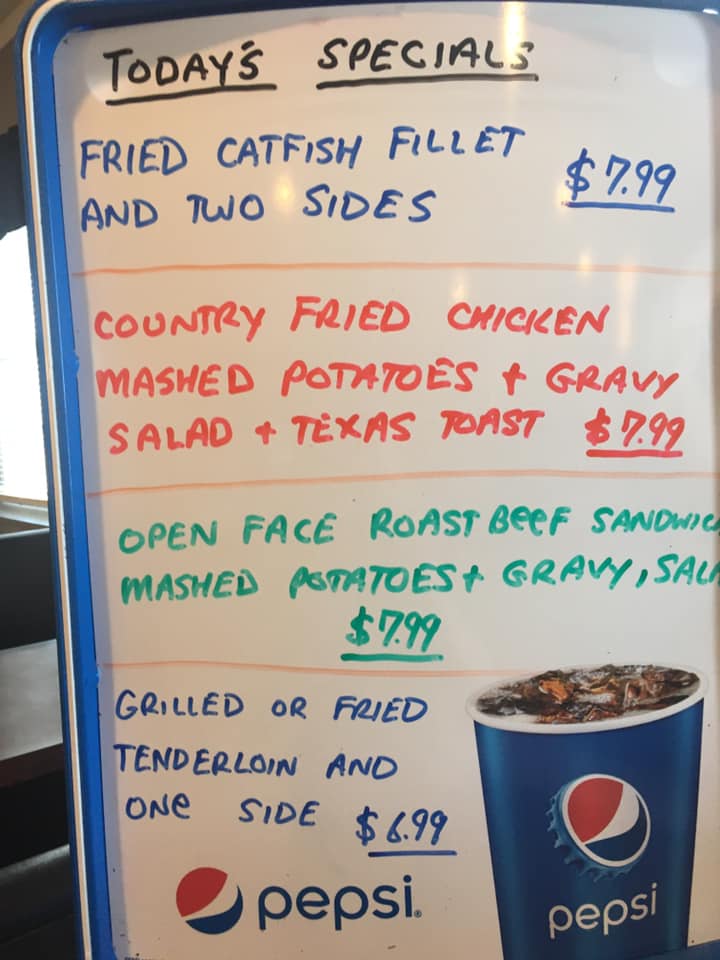 TODAY'S SPECIALS
FRIED CATFISH FILLET
AND TWO SIDES $7.99
COUNTRY FRIED CHICKEN
MASHED POTATOES + GRAVY
SALAD + TEXAS TOAST $7.99
OPEN FACE ROAST BeeF SANDWIC
MASHED POTATOES + GRAVY, SAL
$7.99
GRILLED OR FRIED
TENDERLOIN AND
ONe SIDE $6.99
pepsi.
pepsi